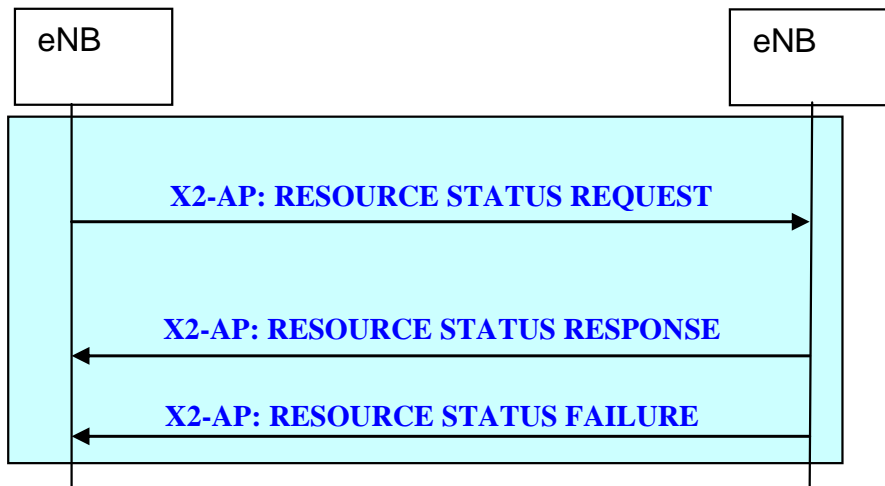 eNB
eNB
X2-AP: RESOURCE STATUS REQUEST
X2-AP: RESOURCE STATUS RESPONSE
X2-AP: RESOURCE STATUS FAILURE